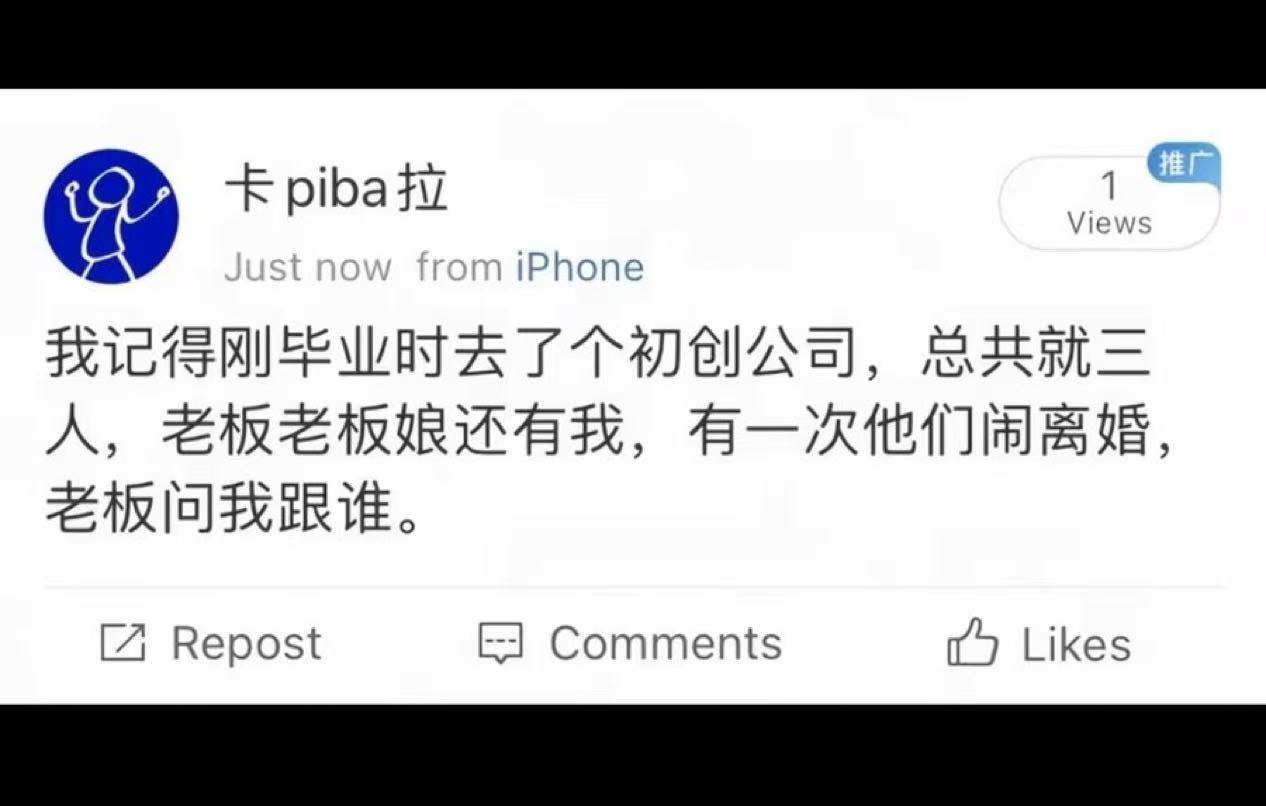 卡piba拉
推广
1
Views
Just now from iPhone
我记得刚毕业时去了个初创公司，总共就三
人，老板老板娘还有我，有一次他们闹离婚，
老板问我跟谁。
Repost
Comments
Likes